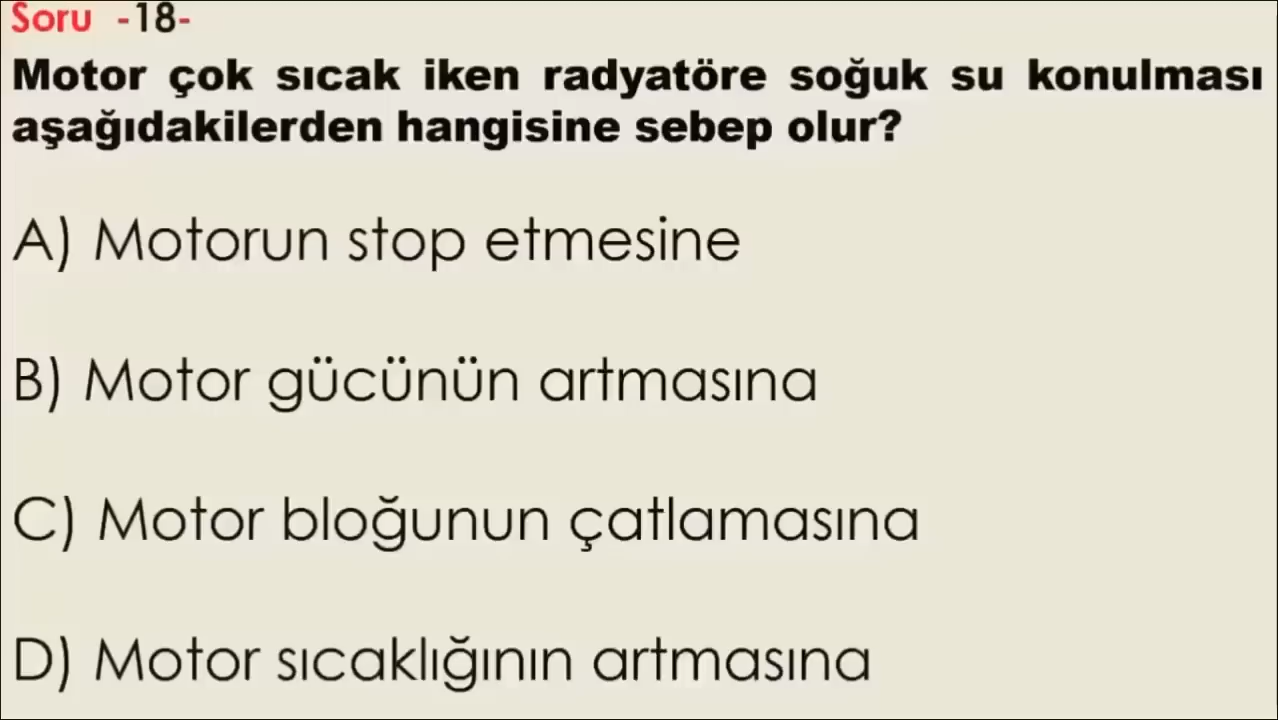 Soru -18-
Motor çok sıcak iken radyatöre soğuk su konulması
aşağıdakilerden hangisine sebep olur?
A) Motorun stop etmesine
B) Motor gücünün artmasına
C) Motor bloğunun çatlamasına
D) Motor sıcaklığının artmasına